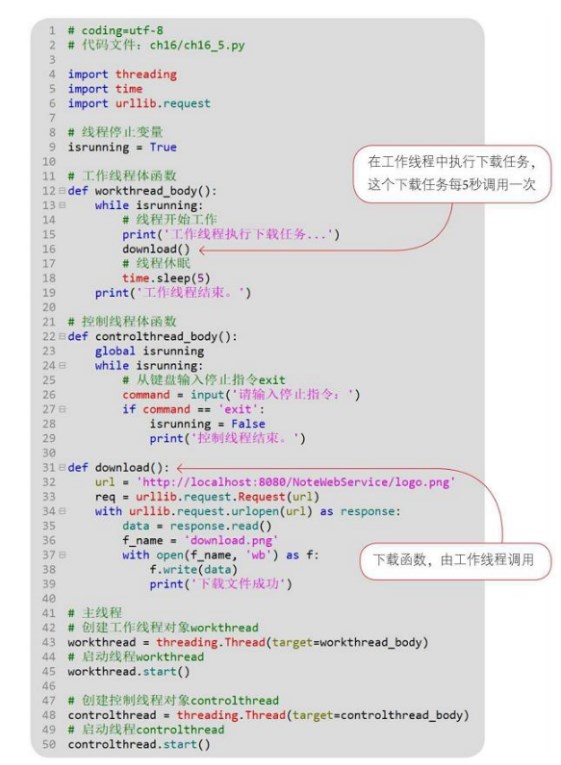 1 # coding=utf-8
2 # 代码文件：ch16/ch16_5.py
3
4 import threading
5 import time
6 import urllib.request
7
8 # 线程停止变量
9 isrunning = True
10
11 # 工作线程体函数
12 def workthread_body():
13     while isrunning:
14         # 线程开始工作
15         print('工作线程执行下载任务...')
16         download()
17         # 线程休眠
18         time.sleep(5)
19     print('工作线程结束。')
20
21 # 控制线程体函数
22 def controlthread_body():
23     global isrunning
24     while isrunning:
25         # 从键盘输入停止指令exit
26         command = input('请输入停止指令：')
27         if command == 'exit':
28             isrunning = False
29             print('控制线程结束。')
30
31 def download():
32     url = 'http://localhost:8080/NoteWebService/logo.png'
33     req = urllib.request.Request(url)
34     with urllib.request.urlopen(url) as response:
35         data = response.read()
36         f_name = 'download.png'
37         with open(f_name, 'wb') as f:
38             f.write(data)
39             print('下载文件成功')
40
41 # 主线程
42 # 创建工作线程对象workthread
43 workthread = threading.Thread(target=workthread_body)
44 # 启动线程workthread
45 workthread.start()
46
47 # 创建控制线程对象controlthread
48 controlthread = threading.Thread(target=controlthread_body)
49 # 启动线程controlthread
50 controlthread.start()
在工作线程中执行下载任务，
这个下载任务每5秒调用一次
下载函数，由工作线程调用